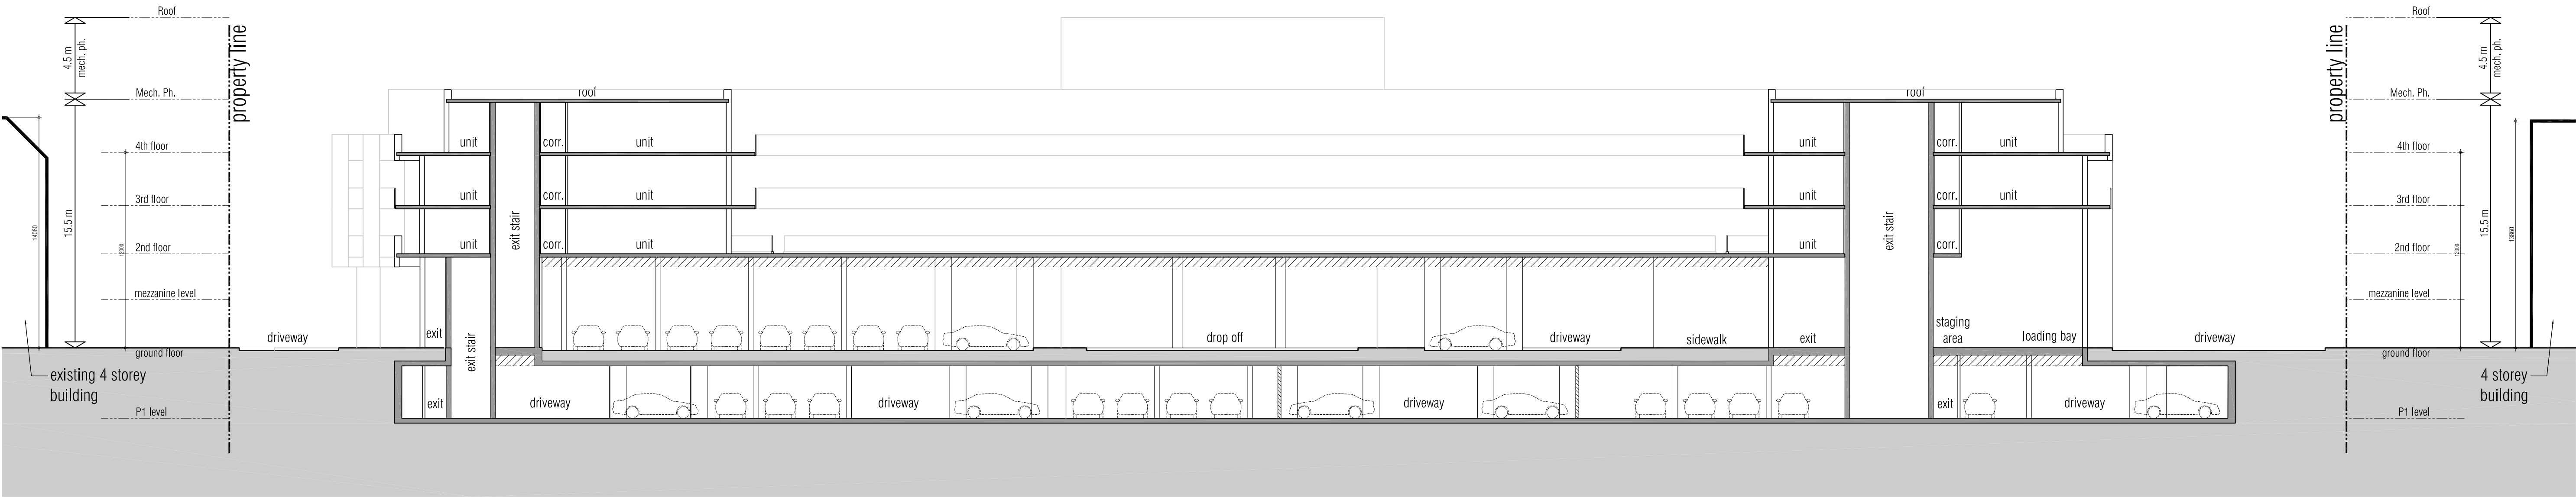 Roof
4.5 m
mech. ph.
property line
Mech. Ph.
4th floor
3rd floor
15.5 m
14060
12000
2nd floor
mezzanine level
ground floor
existing 4 storey
building
P1 level
driveway
roof
unit
corr.
unit
unit
corr.
unit
unit
corr.
unit
exit stair
exit
exit stair
exit
drop off
driveway
sidewalk
driveway
driveway
driveway
roof
unit
corr.
unit
unit
corr.
unit
unit
corr.
exit stair
exit
staging
area
loading bay
driveway
exit
driveway
property line
Roof
4.5 m
mech. ph.
Mech. Ph.
4th floor
3rd floor
15.5 m
13860
12000
2nd floor
mezzanine level
ground floor
4 storey
building
P1 level